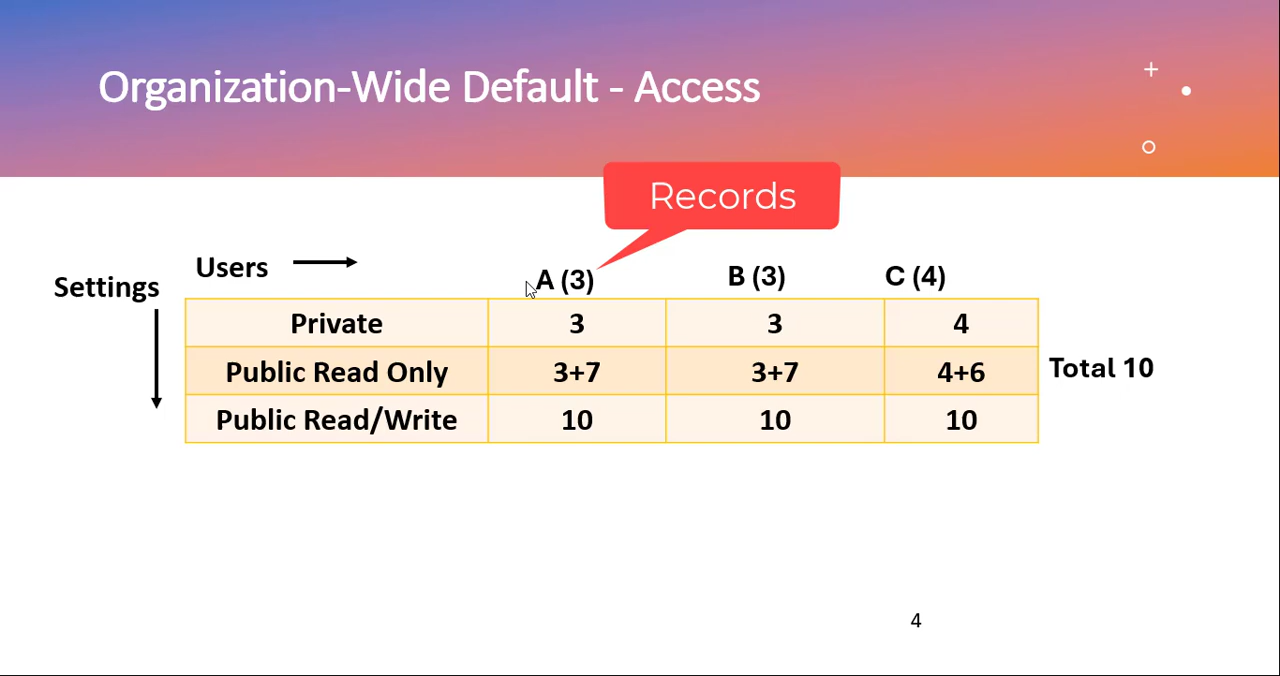 Organization-Wide Default - Access
Records
Users
Settings
A (3) B (3) C (4)
Private 3 3 4
Public Read Only 3+7 3+7 4+6
Total 10
Public Read/Write 10 10 10
4